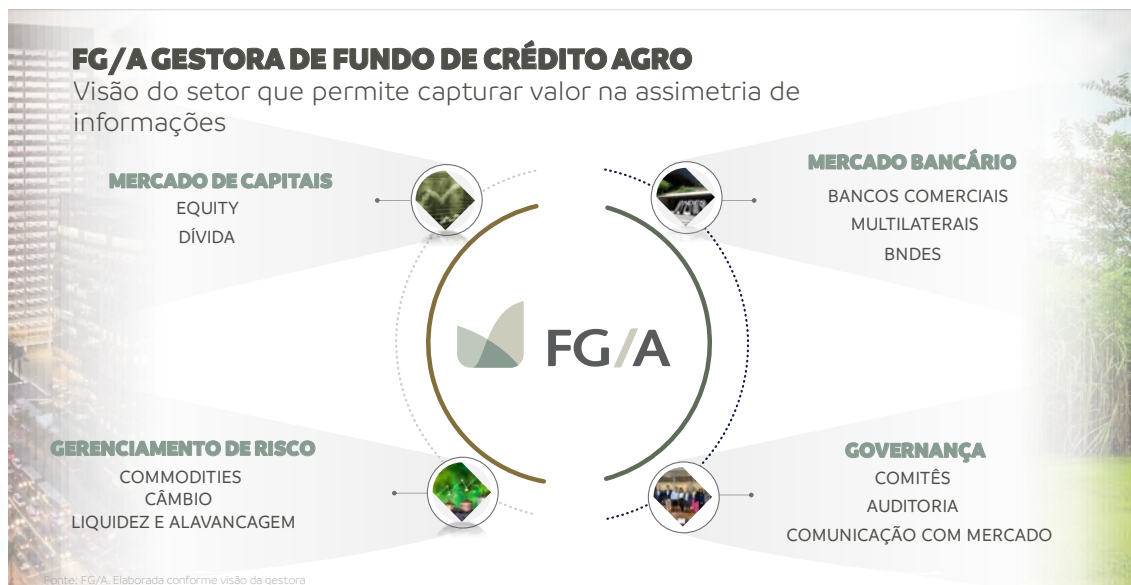 FG/A GESTORA DE FUNDO DE CRÉDITO AGRO
Visão do setor que permite capturar valor na assimetria de
informações
MERCADO DE CAPITAIS
EQUITY
DÍVIDA
MERCADO BANCÁRIO
BANCOS COMERCIAIS
MULTILATERAIS
BNDES
FG/A
GERENCIAMENTO DE RISCO
COMMODITIES
CÂMBIO
LIQUIDEZ E ALAVANCAGEM
GOVERNANÇA
COMITÊS
AUDITORIA
COMUNICAÇÃO COM MERCADO
Fonte: FG/A. Elaborada conforme visão da gestora